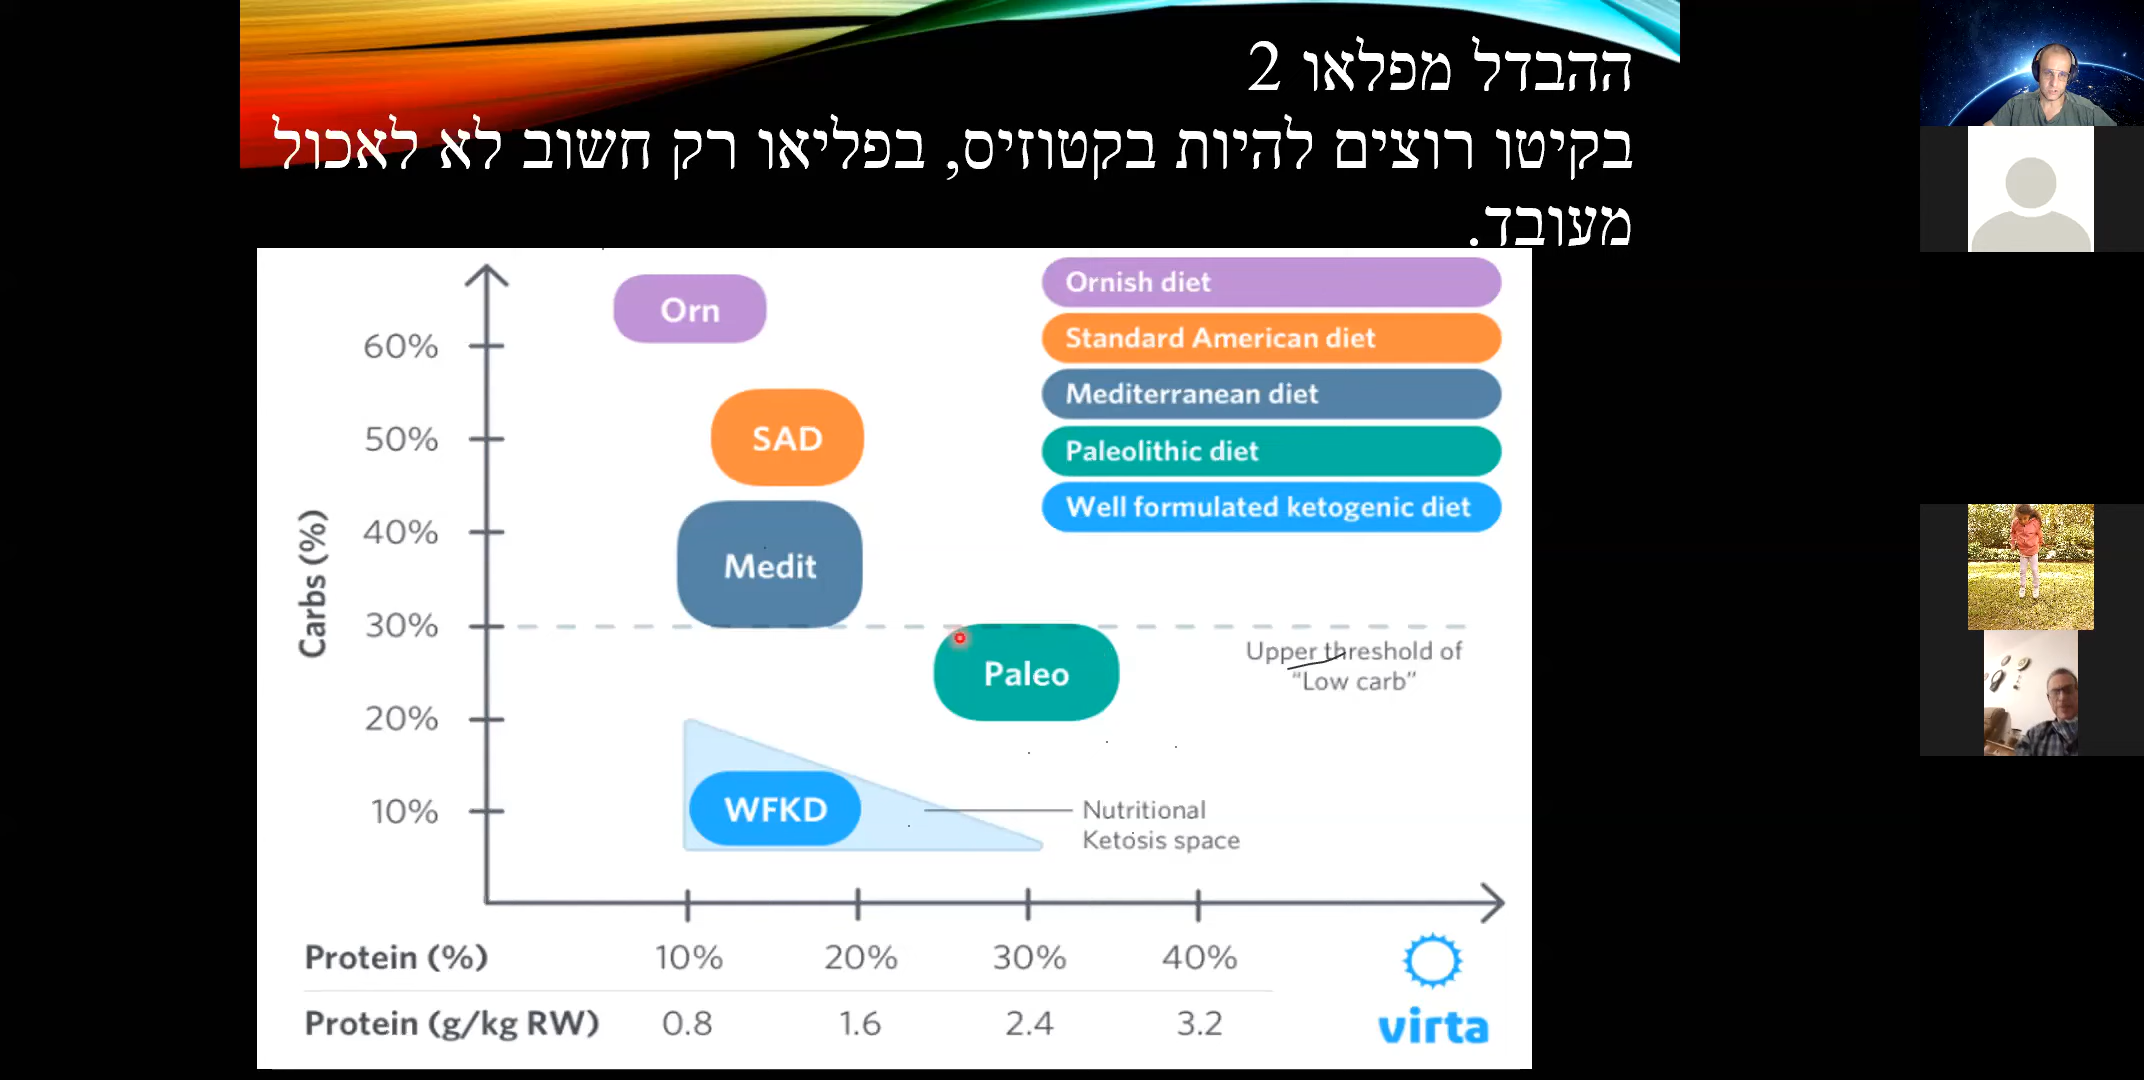 ההבדל מפלאו 2
בקיטו רוצים להיות בקטוזיס, בפליאו רק חשוב לא לאכול
מעובד.
Orn
Ornish diet
60%
Standard American diet
Mediterranean diet
50%
SAD
Paleolithic diet
Well formulated ketogenic diet
40%
Medit
Carbs (%)
30%
Upper threshold of
“Low carb”
Paleo
20%
10%
WFKD
Nutritional
Ketosis space
Protein (%) 10% 20% 30% 40%
Protein (g/kg RW) 0.8 1.6 2.4 3.2
virta